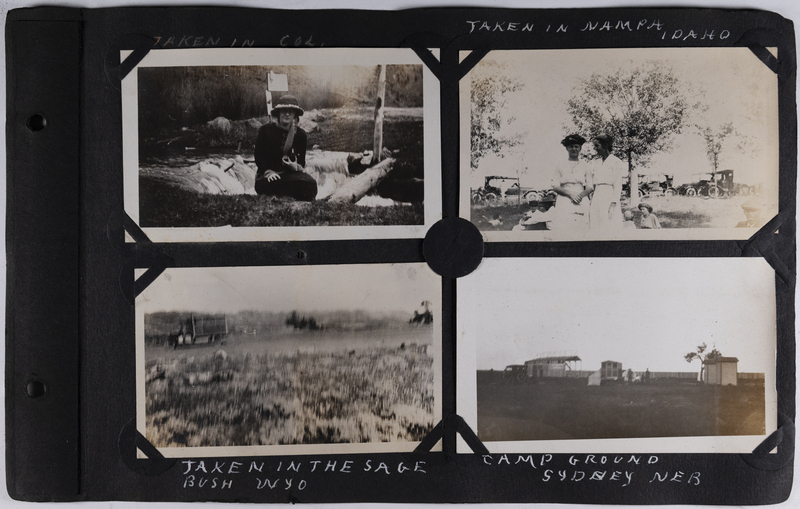 TAKEN IN COL.
TAKEN IN NAMPA
IDAHO
TAKEN IN THE SAGE
BUSH WYO
CAMP GROUND
SYDNEY NEB